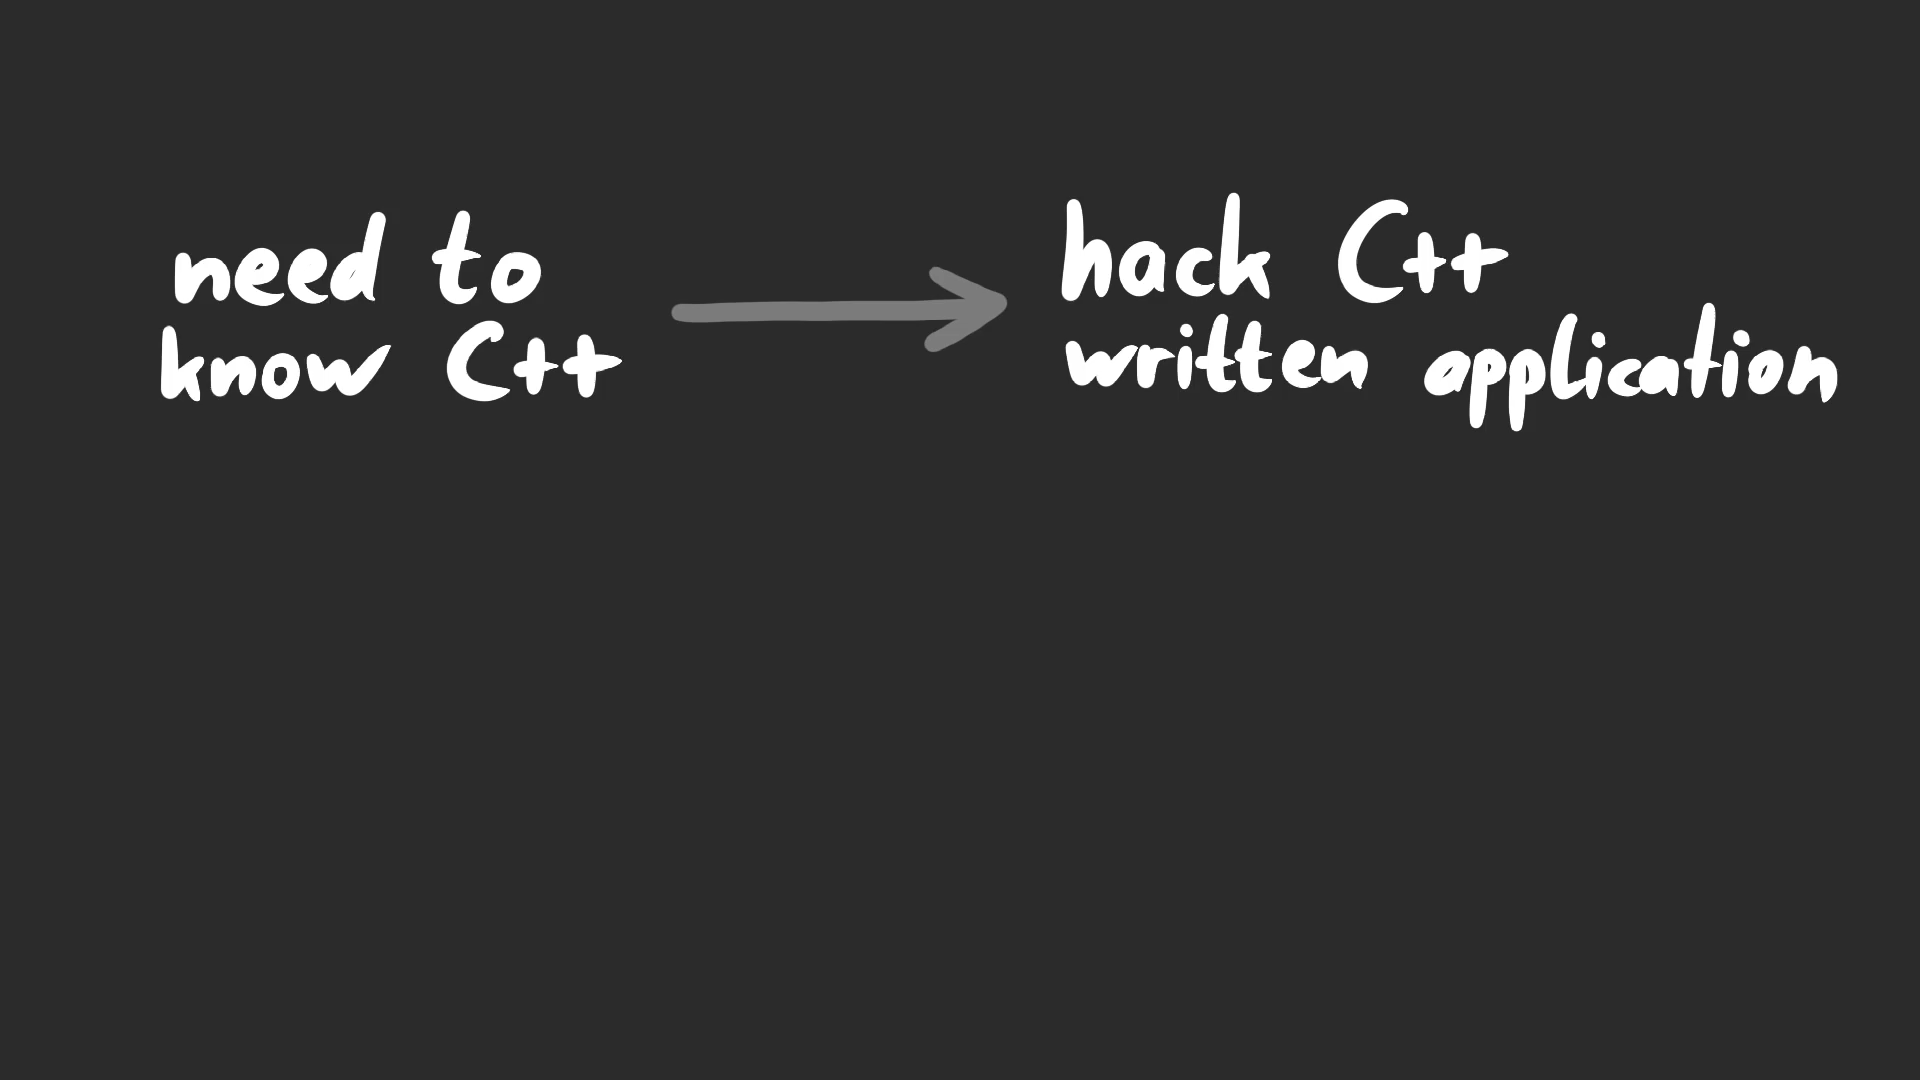 need to
know C++
hack C++
written application